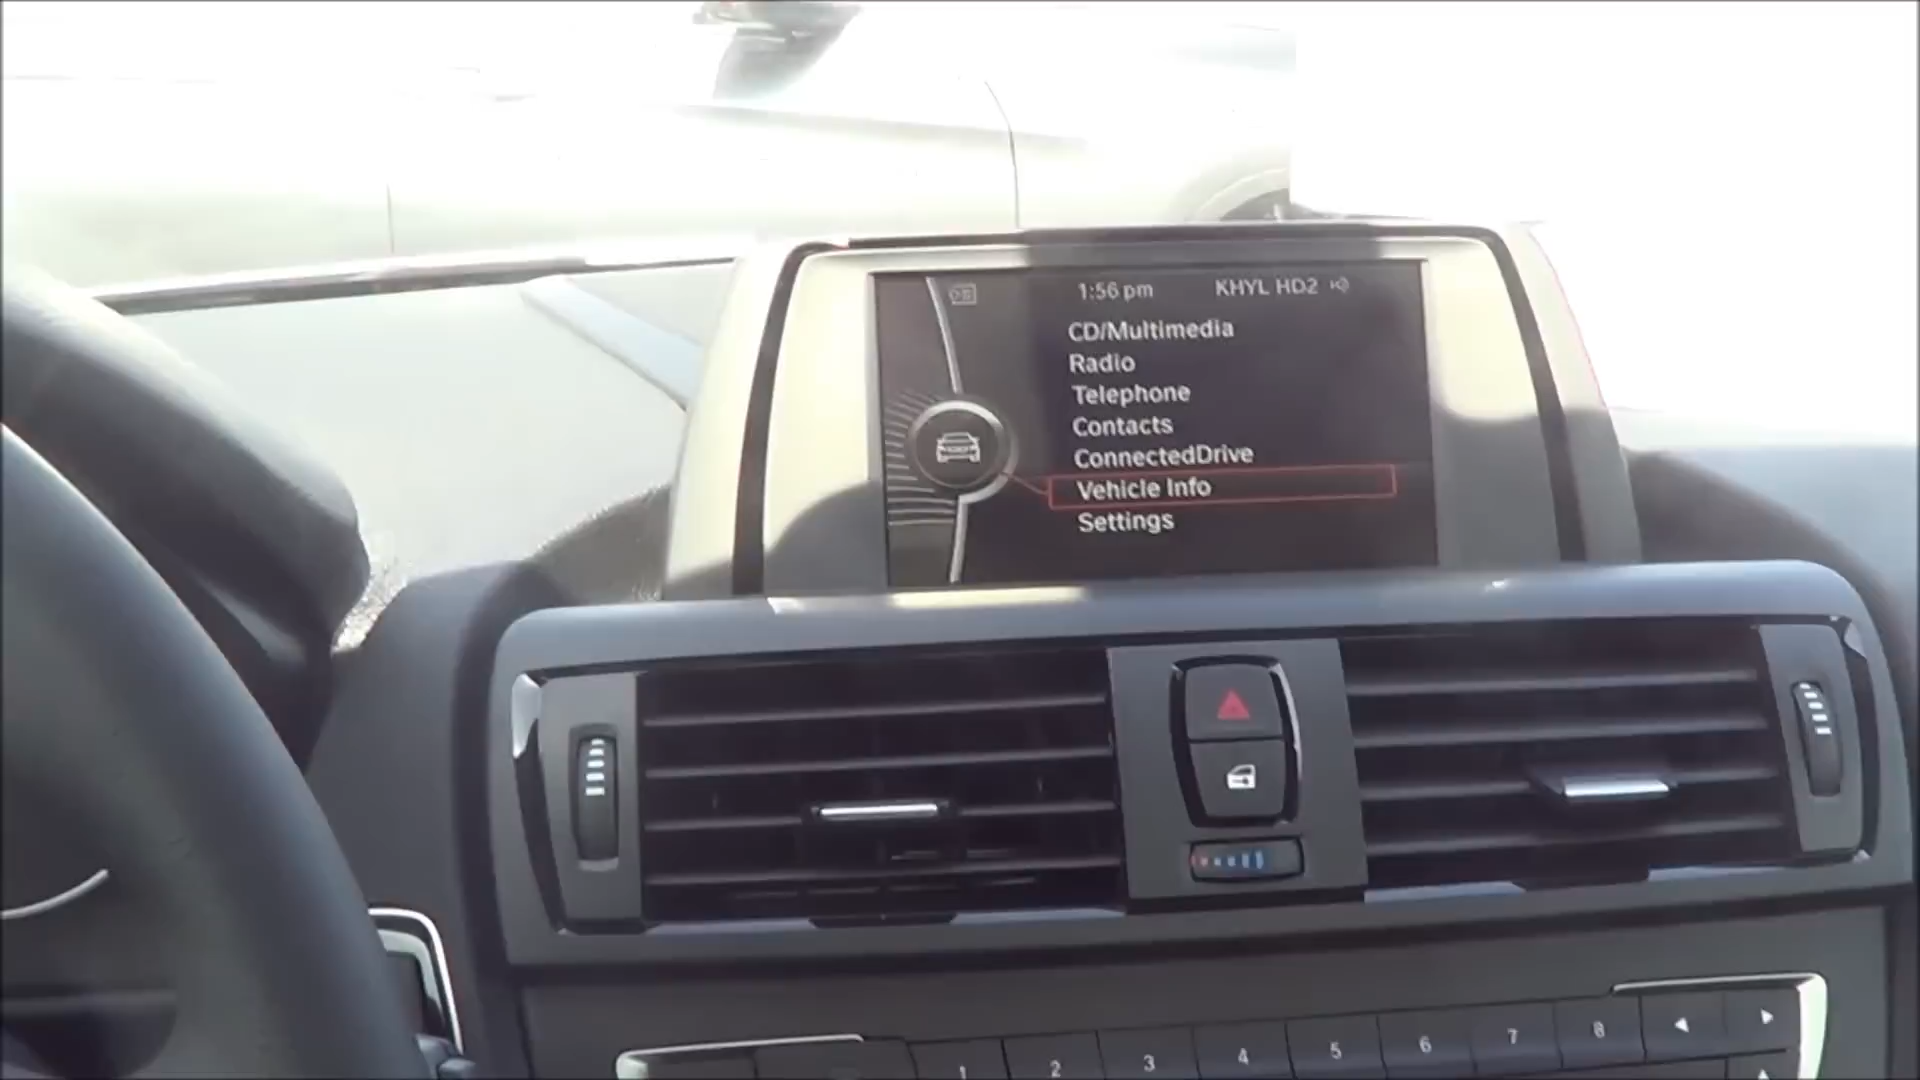 1:56 pm KHYL HD2
CD/Multimedia
Radio
Telephone
Contacts
ConnectedDrive
Vehicle Info
Settings
1 2 3 4 5 6 7 8